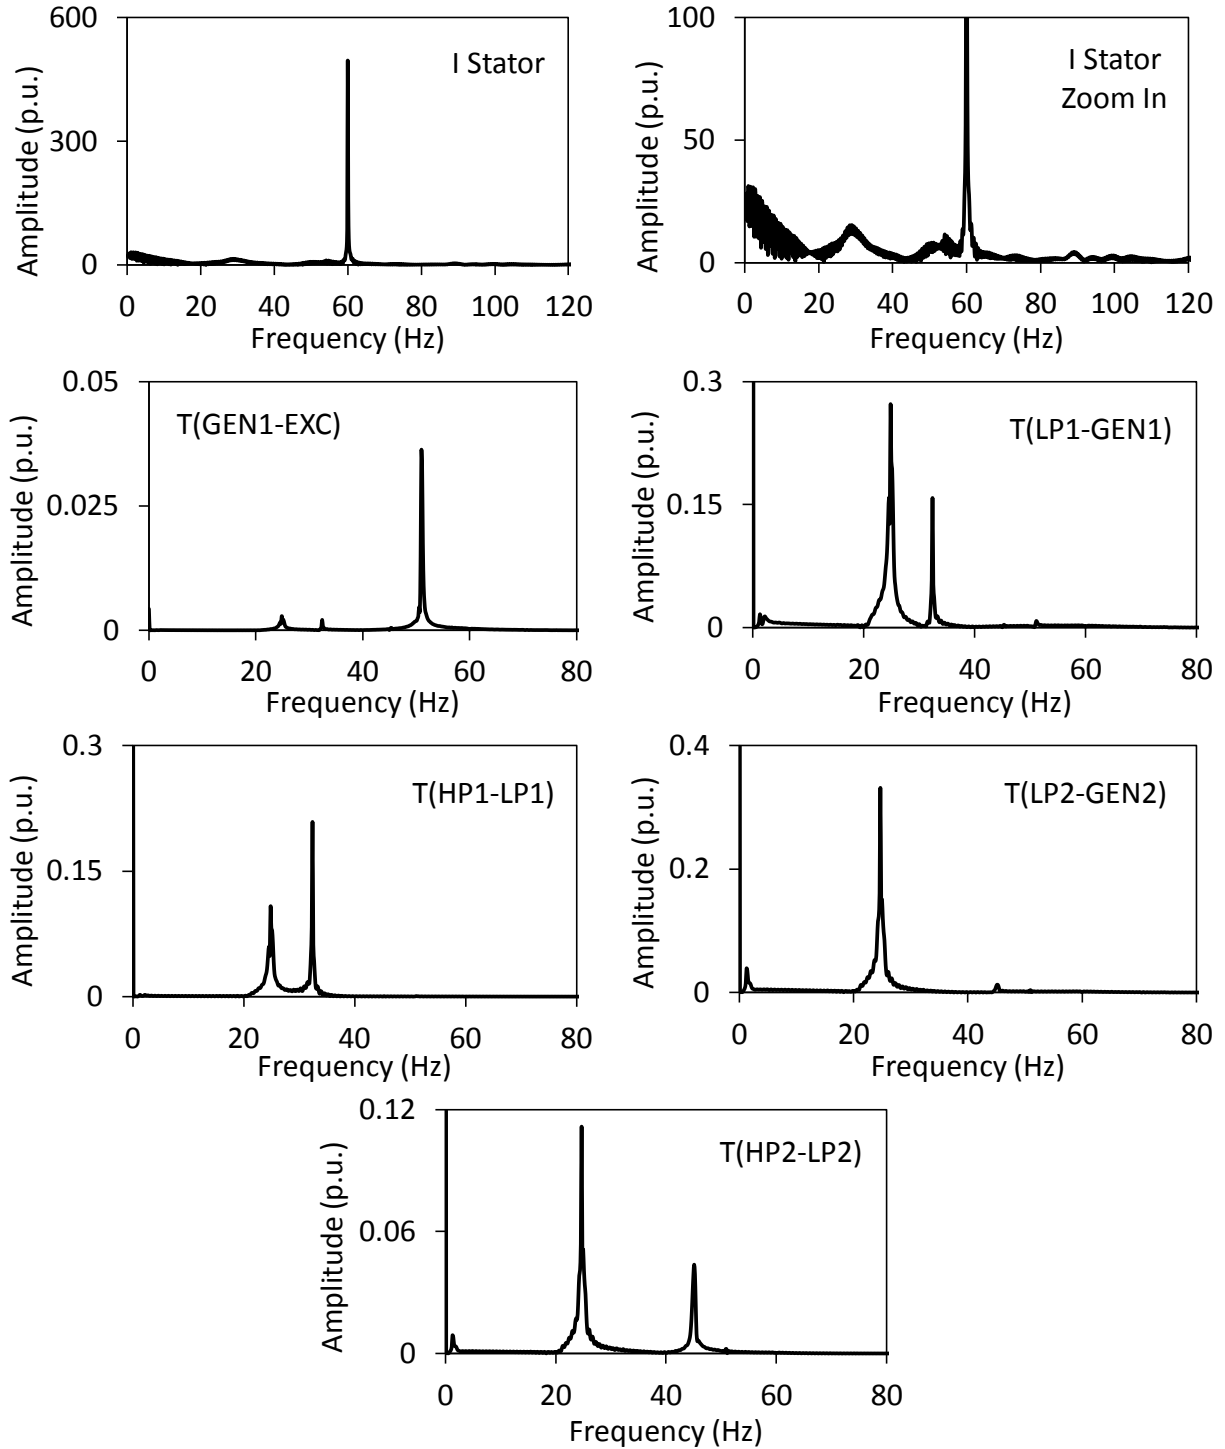 600
300
0
Amplitude (p.u.)
I Stator
0 20 40 60 80 100 120
Frequency (Hz)
100
50
0
Amplitude (p.u.)
I Stator
Zoom In
0 20 40 60 80 100 120
Frequency (Hz)
0.05
0.025
0
Amplitude (p.u.)
T(GEN1-EXC)
0 20 40 60 80
Frequency (Hz)
0.3
0.15
0
Amplitude (p.u.)
T(LP1-GEN1)
0 20 40 60 80
Frequency (Hz)
0.3
0.15
0
Amplitude (p.u.)
T(HP1-LP1)
0 20 40 60 80
Frequency (Hz)
0.4
0.2
0
Amplitude (p.u.)
T(LP2-GEN2)
0 20 40 60 80
Frequency (Hz)
0.12
0.06
0
Amplitude (p.u.)
T(HP2-LP2)
0 20 40 60 80
Frequency (Hz)